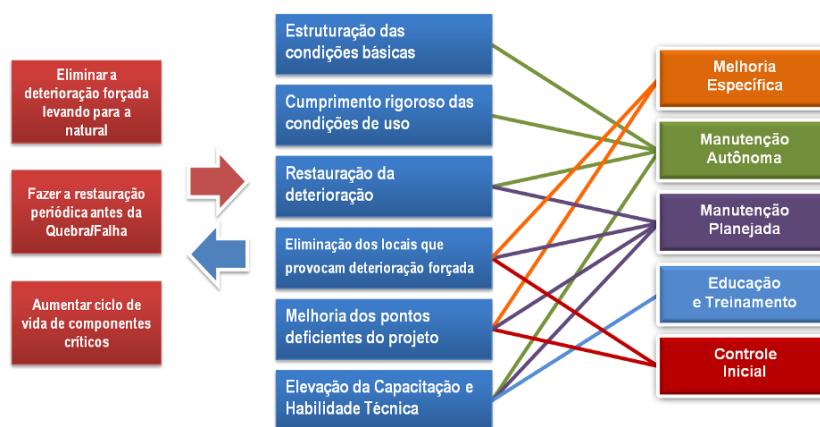 Eliminar a
deterioração forçada
levando para a
natural
Fazer a restauração
periódica antes da
Quebra/Falha
Aumentar ciclo de
vida de componentes
críticos
Estruturação das
condições básicas
Cumprimento rigoroso das
condições de uso
Restauração da
deterioração
Eliminação dos locais que
provocam deterioração forçada
Melhoria dos pontos
deficientes do projeto
Elevação da Capacitação e
Habilidade Técnica
Melhoria
Específica
Manutenção
Autônoma
Manutenção
Planejada
Educação
e Treinamento
Controle
Inicial